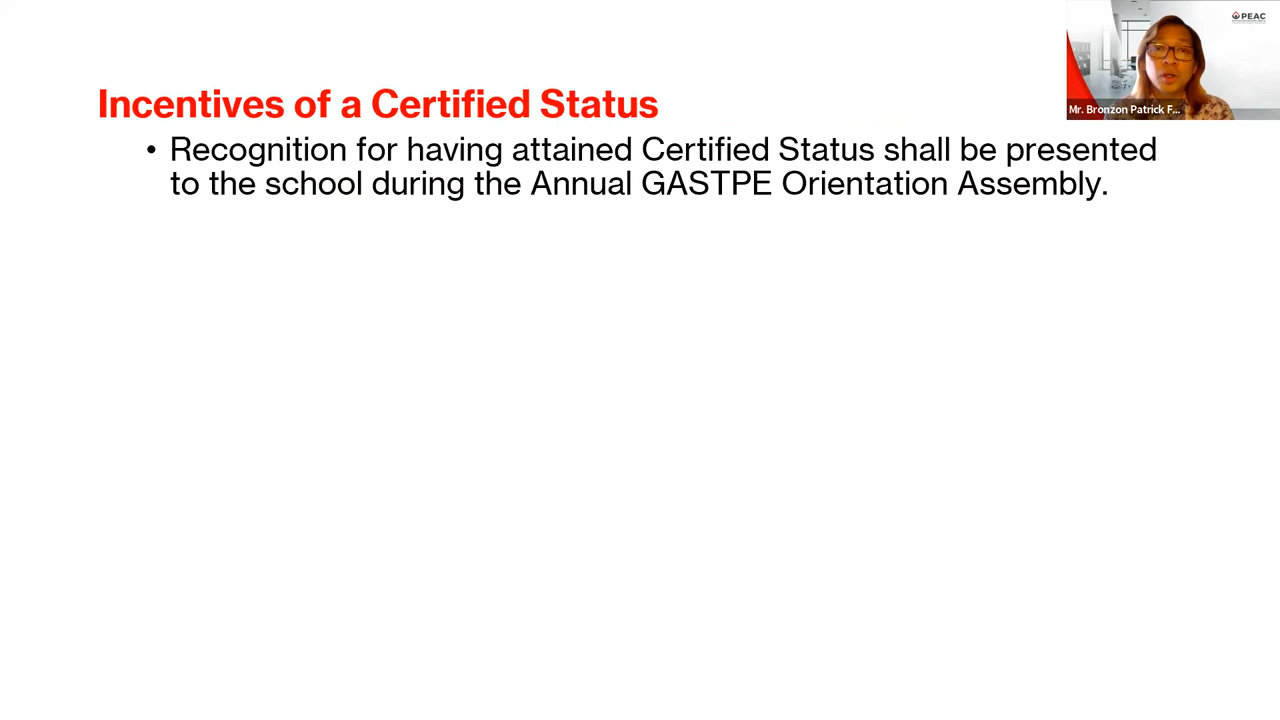 PEAC
Mr. Bronzon Patrick F...
Incentives of a Certified Status
• Recognition for having attained Certified Status shall be presented
to the school during the Annual GASTPE Orientation Assembly.